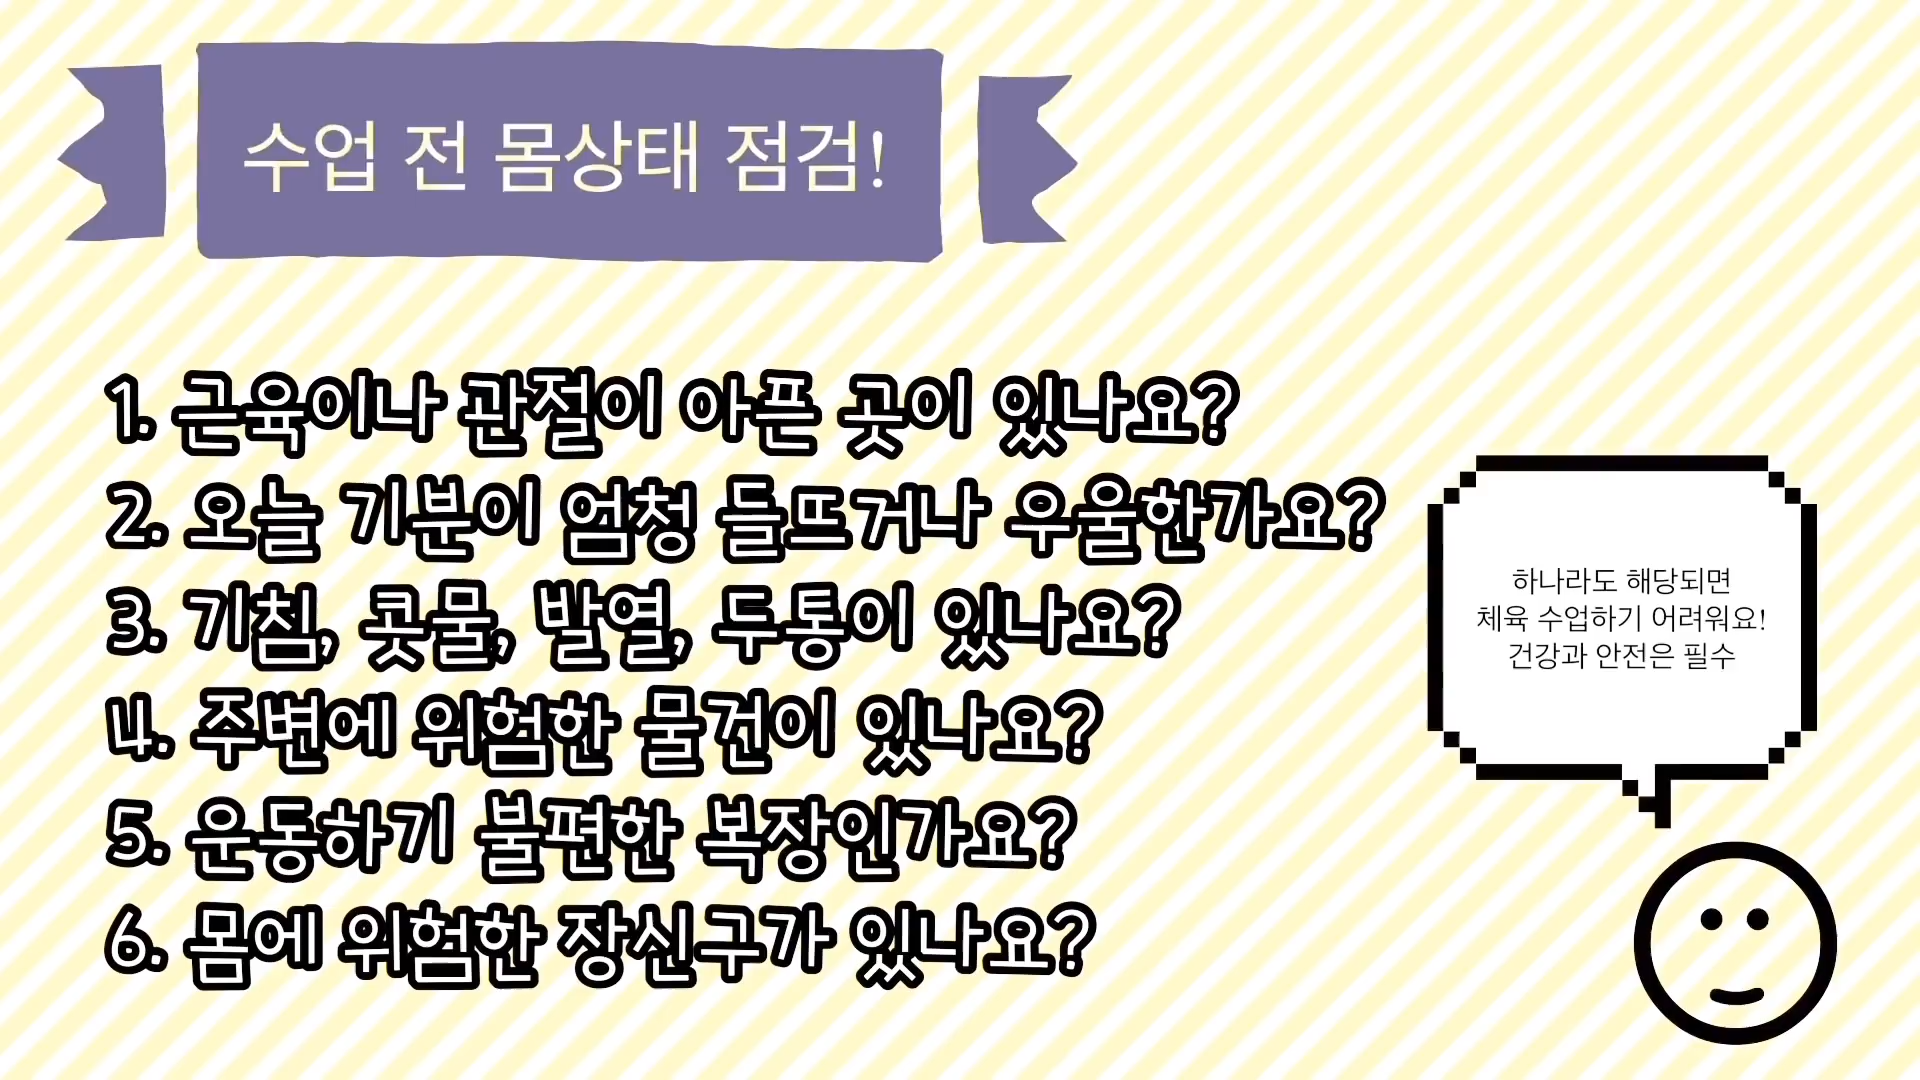 수업 전 몸상태 점검!
1. 근육이나 관절이 아픈 곳이 있나요?
2. 오늘 기분이 엄청 들뜨거나 우울한가요?
3. 기침, 콧물, 발열, 두통이 있나요?
4. 주변에 위험한 물건이 있나요?
5. 운동하기 불편한 복장인가요?
6. 몸에 위험한 장신구가 있나요?
하나라도 해당되면
체육 수업하기 어려워요!
건강과 안전은 필수